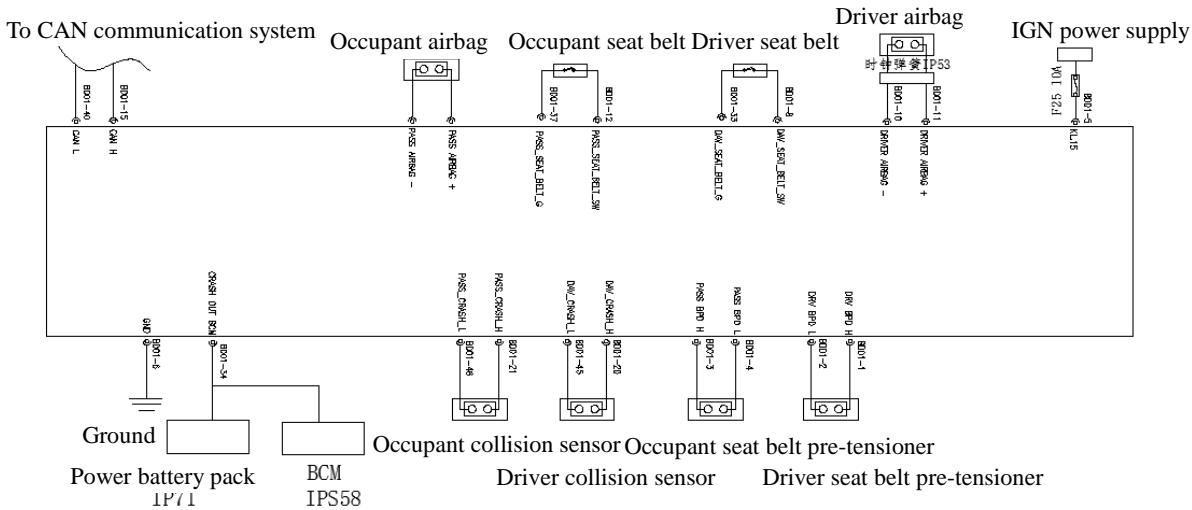 To CAN communication system
Occupant airbag
Occupant seat belt
Driver seat belt
Driver airbag
IGN power supply
时钟弹簧IP53
F25 10A
BD01-40
BD01-15
BD01-37
BD01-12
BD01-33
BD01-8
BD01-10
BD01-11
BD01-5
CAN L
CAN H
PASS AIRBAG -
PASS AIRBAG +
PASS_SEAT_BELT_G
PASS_SEAT_BELT_SW
DAV_SEAT_BELT_G
DAV_SEAT_BELT_SW
DRIVER AIRBAG -
DRIVER AIRBAG +
KL15
GND
CRASH OUT BCM
PASS_CRASH_L
PASS_CRASH_H
DAV_CRASH_L
DAV_CRASH_H
PASS BPD H
PASS BPD L
DRV BPD L
DRV BPD H
BD01-6
BD01-34
BD01-46
BD01-21
BD01-45
BD01-20
BD01-3
BD01-4
BD01-2
BD01-1
Ground
Occupant collision sensor
Occupant seat belt pre-tensioner
Power battery pack
BCM
Driver collision sensor
Driver seat belt pre-tensioner
IP71
IPS58